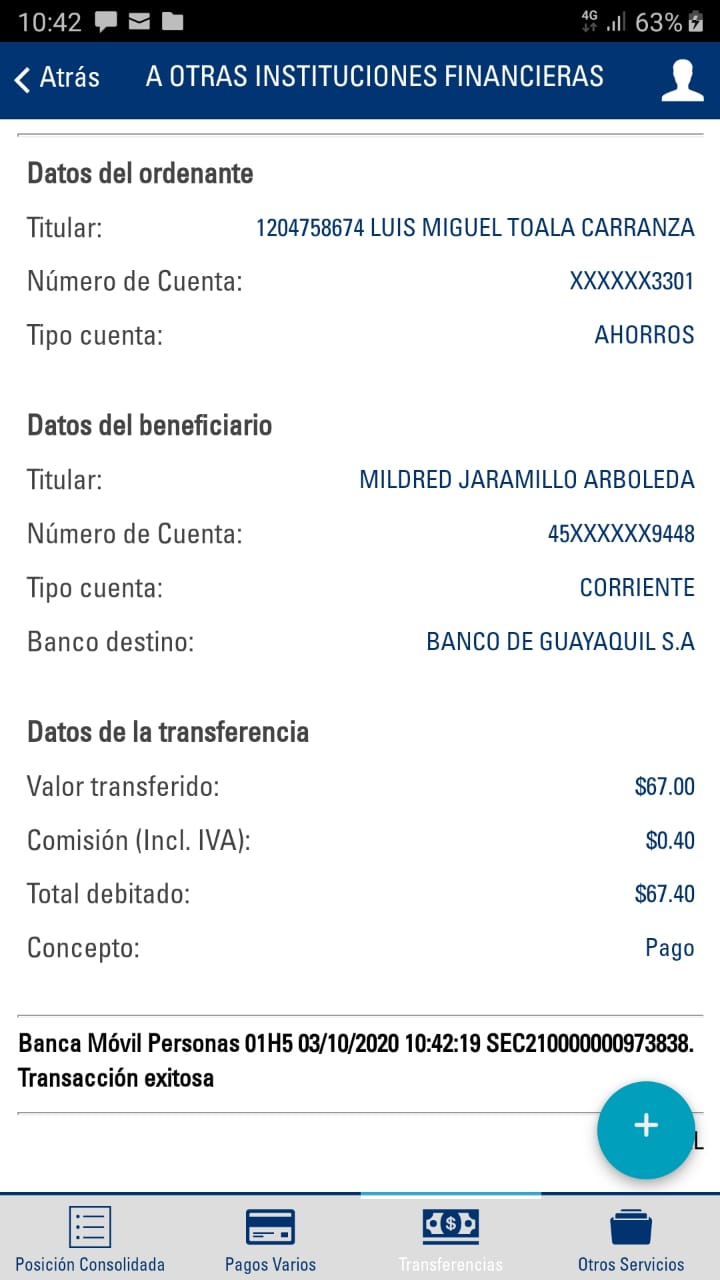 10:42 4G 63%
Atrás A OTRAS INSTITUCIONES FINANCIERAS
Datos del ordenante
Titular: 1204758674 LUIS MIGUEL TOALA CARRANZA
Número de Cuenta: XXXXXX3301
Tipo cuenta: AHORROS
Datos del beneficiario
Titular: MILDRED JARAMILLO ARBOLEDA
Número de Cuenta: 45XXXXXX9448
Tipo cuenta: CORRIENTE
Banco destino: BANCO DE GUAYAQUIL S.A
Datos de la transferencia
Valor transferido: $67.00
Comisión (Incl. IVA): $0.40
Total debitado: $67.40
Concepto: Pago
Banca Móvil Personas 01H5 03/10/2020 10:42:19 SEC210000000973838.
Transacción exitosa
+
L
Posición Consolidada Pagos Varios Transferencias Otros Servicios